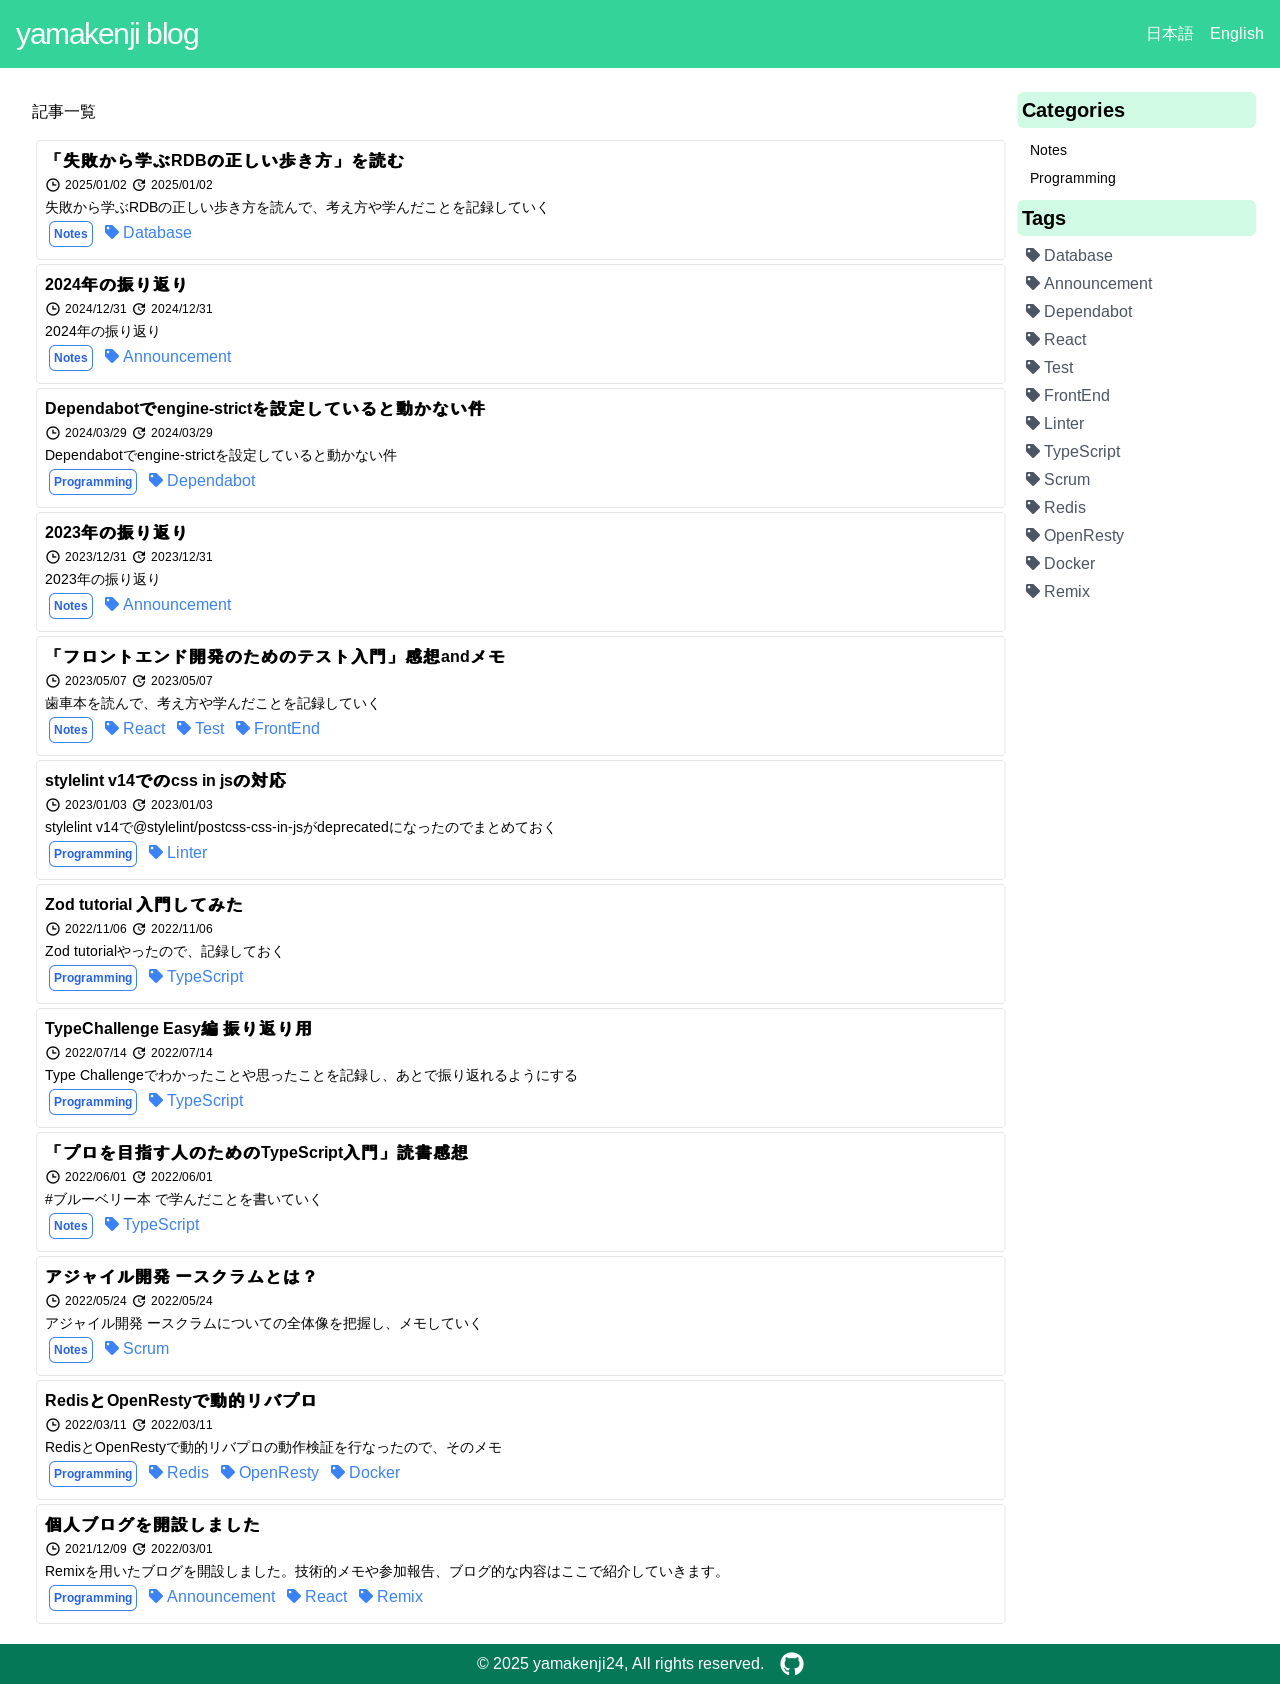 yamakenji blog
日本語 English
記事一覧
「失敗から学ぶRDBの正しい歩き方」を読む
2025/01/02 2025/01/02
失敗から学ぶRDBの正しい歩き方を読んで、考え方や学んだことを記録していく
Notes Database
2024年の振り返り
2024/12/31 2024/12/31
2024年の振り返り
Notes Announcement
Dependabotでengine-strictを設定していると動かない件
2024/03/29 2024/03/29
Dependabotでengine-strictを設定していると動かない件
Programming Dependabot
2023年の振り返り
2023/12/31 2023/12/31
2023年の振り返り
Notes Announcement
「フロントエンド開発のためのテスト入門」感想andメモ
2023/05/07 2023/05/07
歯車本を読んで、考え方や学んだことを記録していく
Notes React Test FrontEnd
stylelint v14でのcss in jsの対応
2023/01/03 2023/01/03
stylelint v14で@stylelint/postcss-css-in-jsがdeprecatedになったのでまとめておく
Programming Linter
Zod tutorial 入門してみた
2022/11/06 2022/11/06
Zod tutorialやったので、記録しておく
Programming TypeScript
TypeChallenge Easy編 振り返り用
2022/07/14 2022/07/14
Type Challengeでわかったことや思ったことを記録し、あとで振り返れるようにする
Programming TypeScript
「プロを目指す人のためのTypeScript入門」読書感想
2022/06/01 2022/06/01
#ブルーベリー本 で学んだことを書いていく
Notes TypeScript
アジャイル開発 ースクラムとは？
2022/05/24 2022/05/24
アジャイル開発 ースクラムについての全体像を把握し、メモしていく
Notes Scrum
RedisとOpenRestyで動的リバプロ
2022/03/11 2022/03/11
RedisとOpenRestyで動的リバプロの動作検証を行なったので、そのメモ
Programming Redis OpenResty Docker
個人ブログを開設しました
2021/12/09 2022/03/01
Remixを用いたブログを開設しました。技術的メモや参加報告、ブログ的な内容はここで紹介していきます。
Programming Announcement React Remix
Categories
Notes
Programming
Tags
Database
Announcement
Dependabot
React
Test
FrontEnd
Linter
TypeScript
Scrum
Redis
OpenResty
Docker
Remix
© 2025 yamakenji24, All rights reserved.